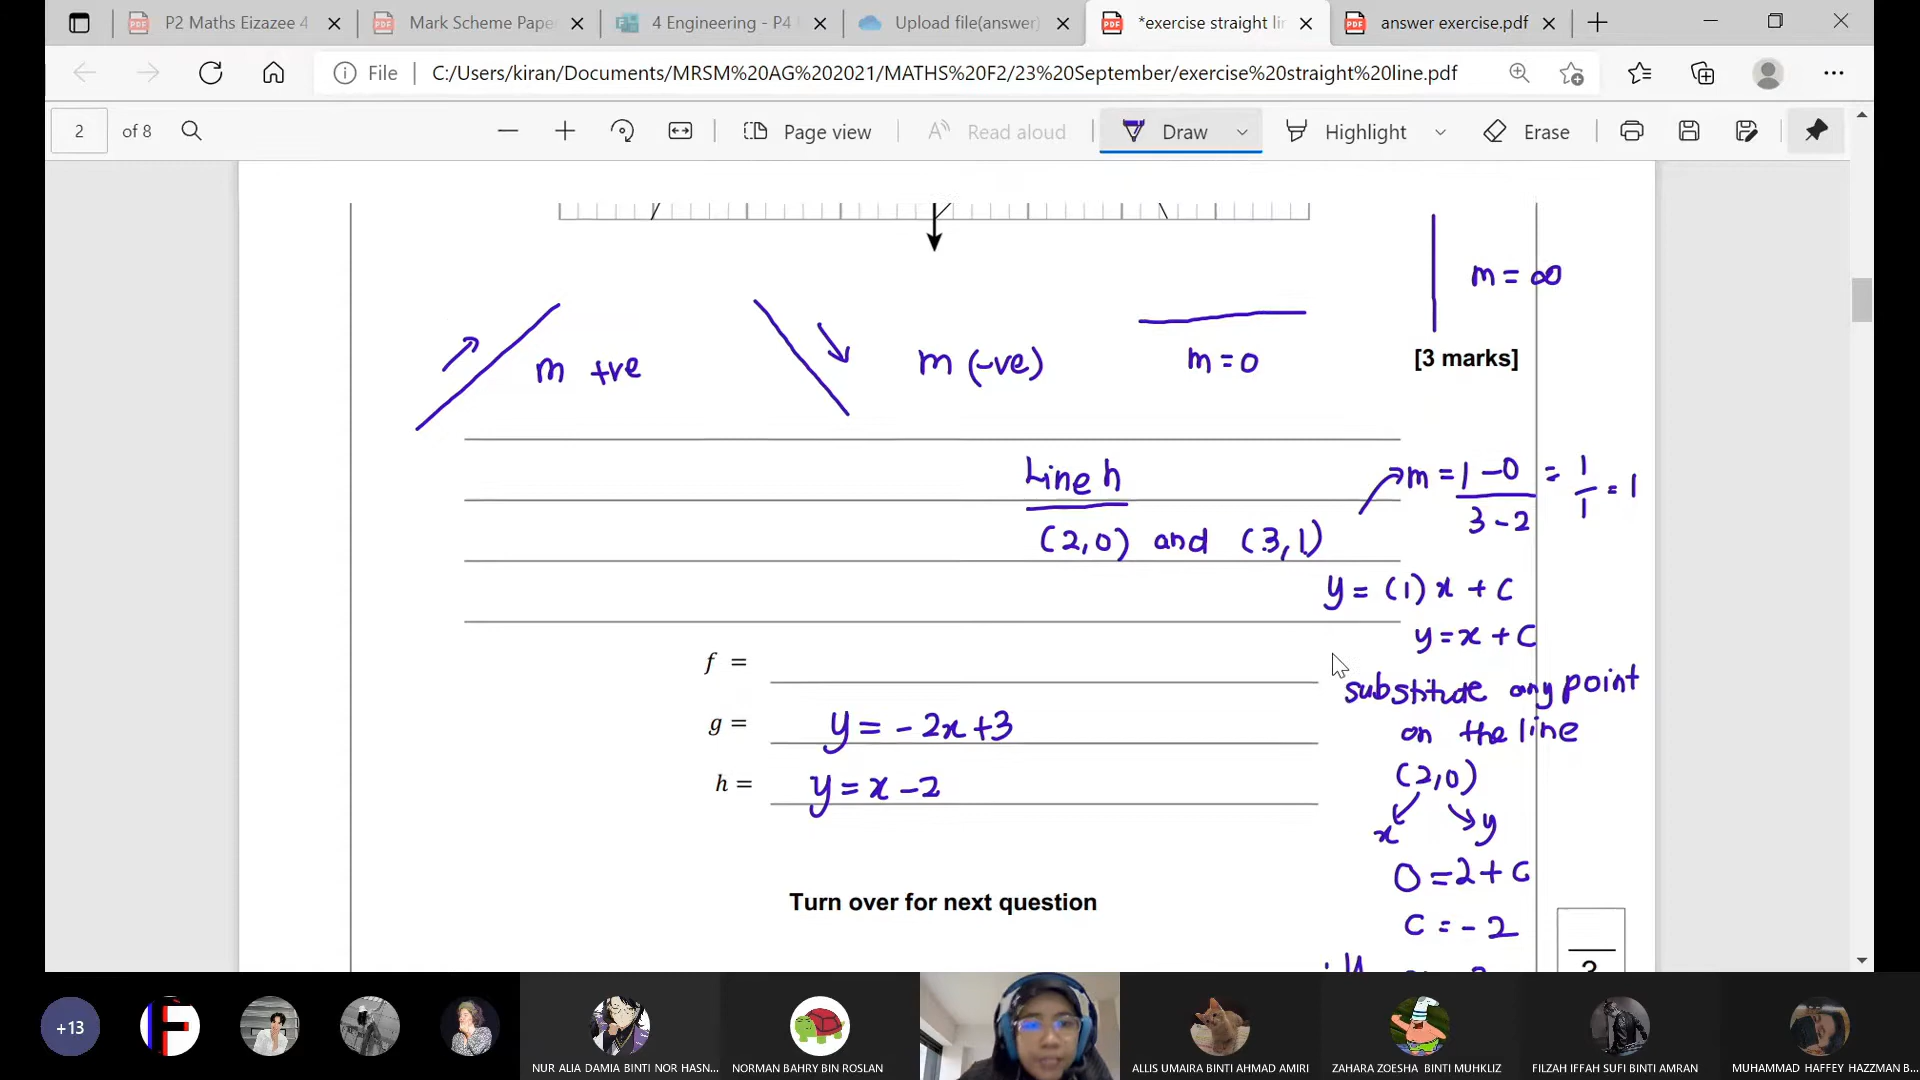 P2 Maths Eizazee 4
Mark Scheme Pape
4 Engineering - P4
Upload file(answer)
*exercise straight li
answer exercise.pdf
File
C:/Users/kiran/Documents/MRSM%20AG%202021/MATHS%20F2/23%20September/exercise%20straight%20line.pdf
2 of 8
Page view
Read aloud
Draw
Highlight
Erase
m = ∞
m +ve
m (-ve)
m = 0
[3 marks]
Line h
m = 1 - 0 / 3 - 2 = 1/1 = 1
(2,0) and (3,1)
y = (1) x + c
y = x + c
f =
substitude any point
on the line
g = y = - 2x + 3
(2,0)
h = y = x - 2
x y
0 = 2 + c
Turn over for next question
c = - 2
+13
F
NUR ALIA DAMIA BINTI NOR HASN...
NORMAN BAHRY BIN ROSLAN
ALLIS UMAIRA BINTI AHMAD AMIRI
ZAHARA ZOESHA BINTI MUHKLIZ
FILZAH IFFAH SUFI BINTI AMRAN
MUHAMMAD HAFFEY HAZZMAN B...